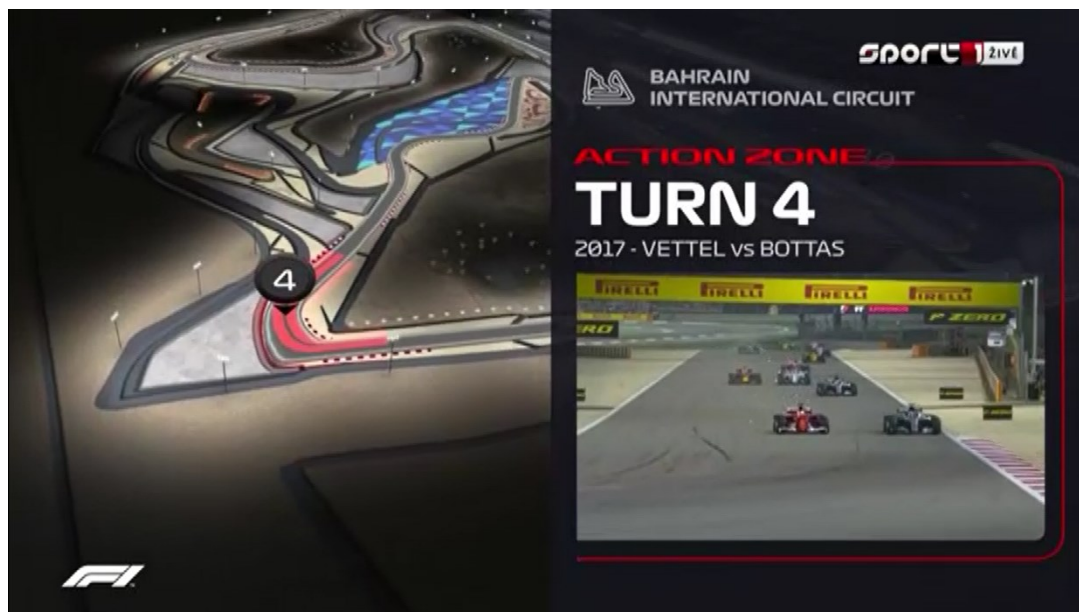 SPORT1 ŽIVĚ
BAHRAIN
INTERNATIONAL CIRCUIT
ACTION ZONE
TURN 4
2017 - VETTEL vs BOTTAS
4
PIRELLI PIRELLI PIRELLI PIRELLI
P ZERO
F1